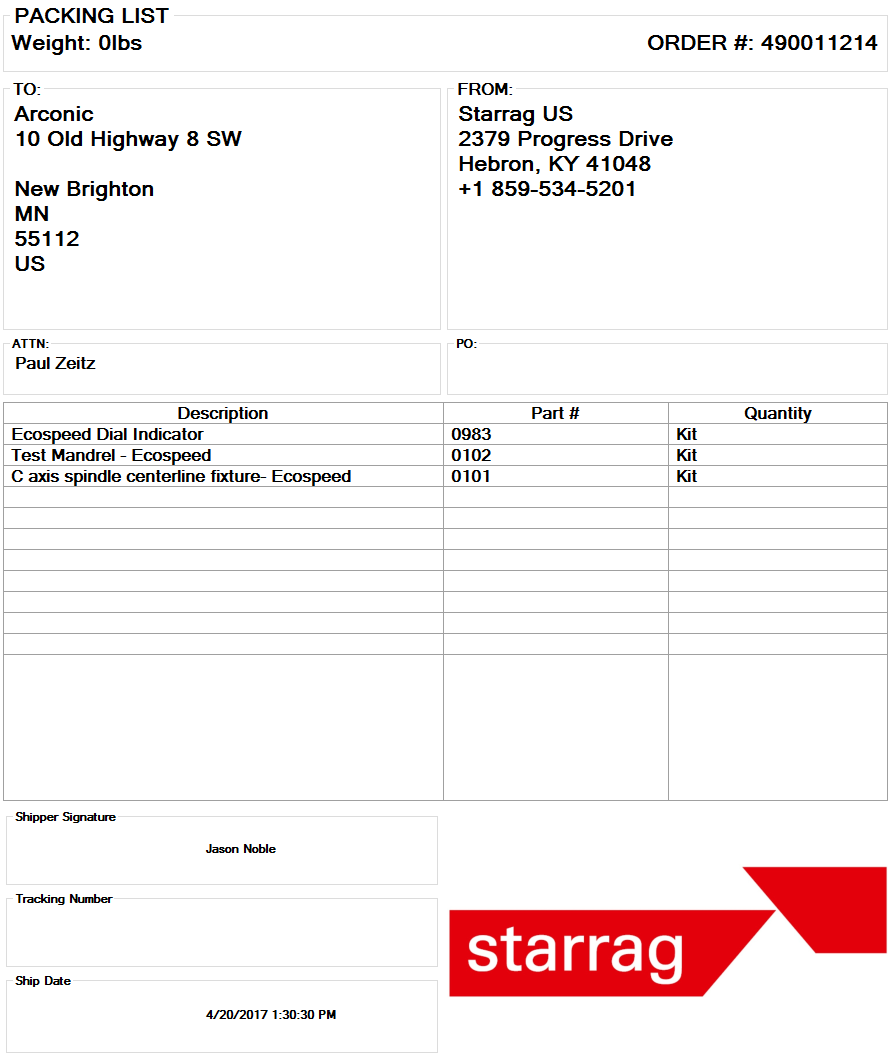 PACKING LIST
Weight: 0lbs
ORDER #: 490011214
TO:
Arconic
10 Old Highway 8 SW
New Brighton
MN
55112
US
FROM:
Starrag US
2379 Progress Drive
Hebron, KY 41048
+1 859-534-5201
ATTN:
Paul Zeitz
PO:
Description Part # Quantity
Ecospeed Dial Indicator 0983 Kit
Test Mandrel - Ecospeed 0102 Kit
C axis spindle centerline fixture- Ecospeed 0101 Kit
Shipper Signature
Jason Noble
Tracking Number
Ship Date
4/20/2017 1:30:30 PM
starrag